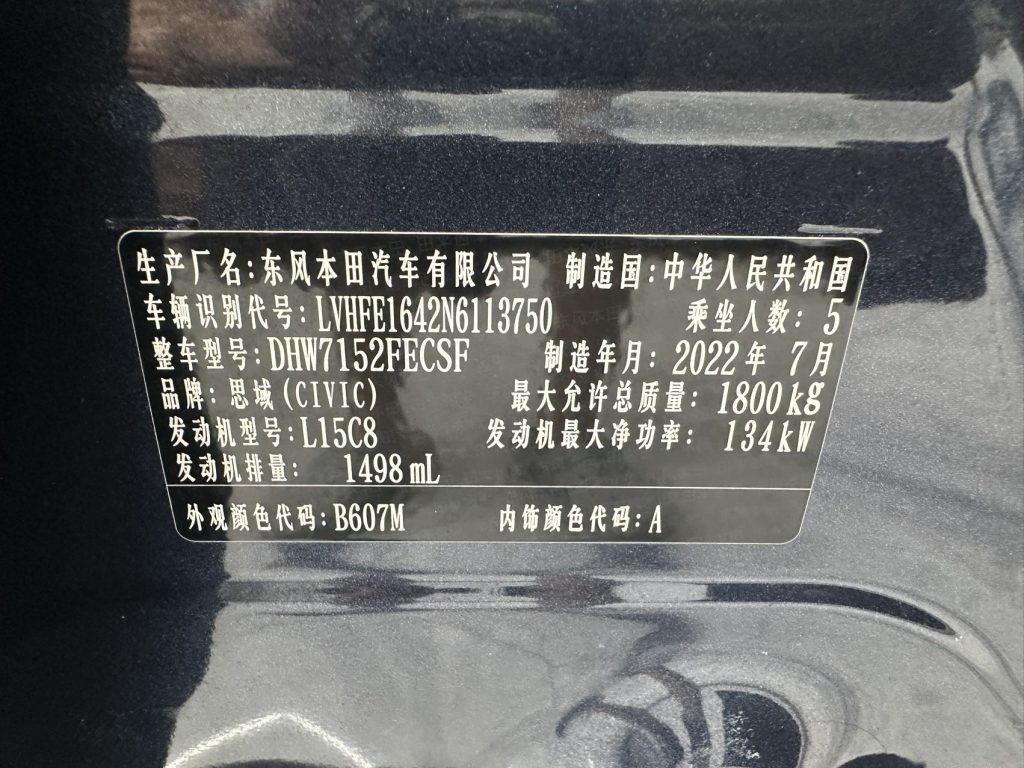 生产厂名:东风本田汽车有限公司 制造国:中华人民共和国
车辆识别代号:LVHFE1642N6113750 乘坐人数:5
整车型号:DHW7152FECSF 制造年月:2022年 7月
品牌:思域(CIVIC) 最大允许总质量:1800kg
发动机型号:L15C8 发动机最大净功率:134kW
发动机排量: 1498mL
外观颜色代码:B607M 内饰颜色代码:A